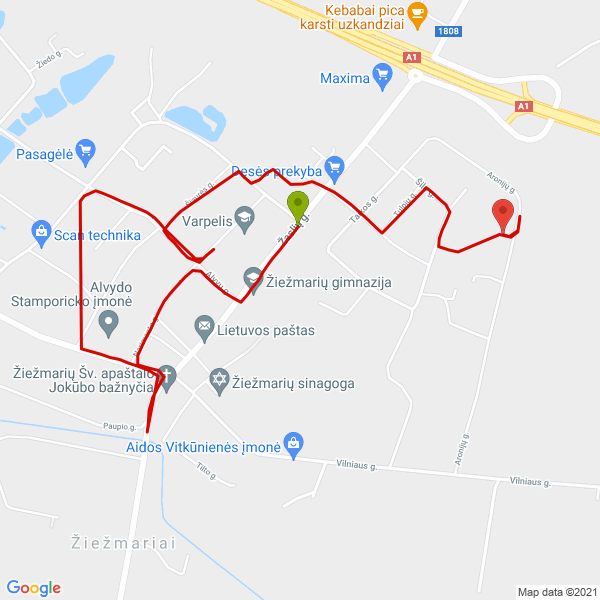 Kebabai pica
karsti uzkandziai
1808
A1
Žiedo g.
Maxima
A1
Pasagėlė
Desės prekyba
Aronijų g.
Varpelis
Žaslių g.
Scan technika
Alvydo
Stamporicko įmonė
Žiežmarių gimnazija
Lietuvos paštas
Žiežmarių Šv. apaštalo
Jokūbo bažnyčia
Žiežmarių sinagoga
Paupio g.
Aidos Vitkūnienės įmonė
Aronijų g.
Tilto g.
Vilniaus g.
Vilniaus g.
Žiežmariai
Google
Map data ©2021